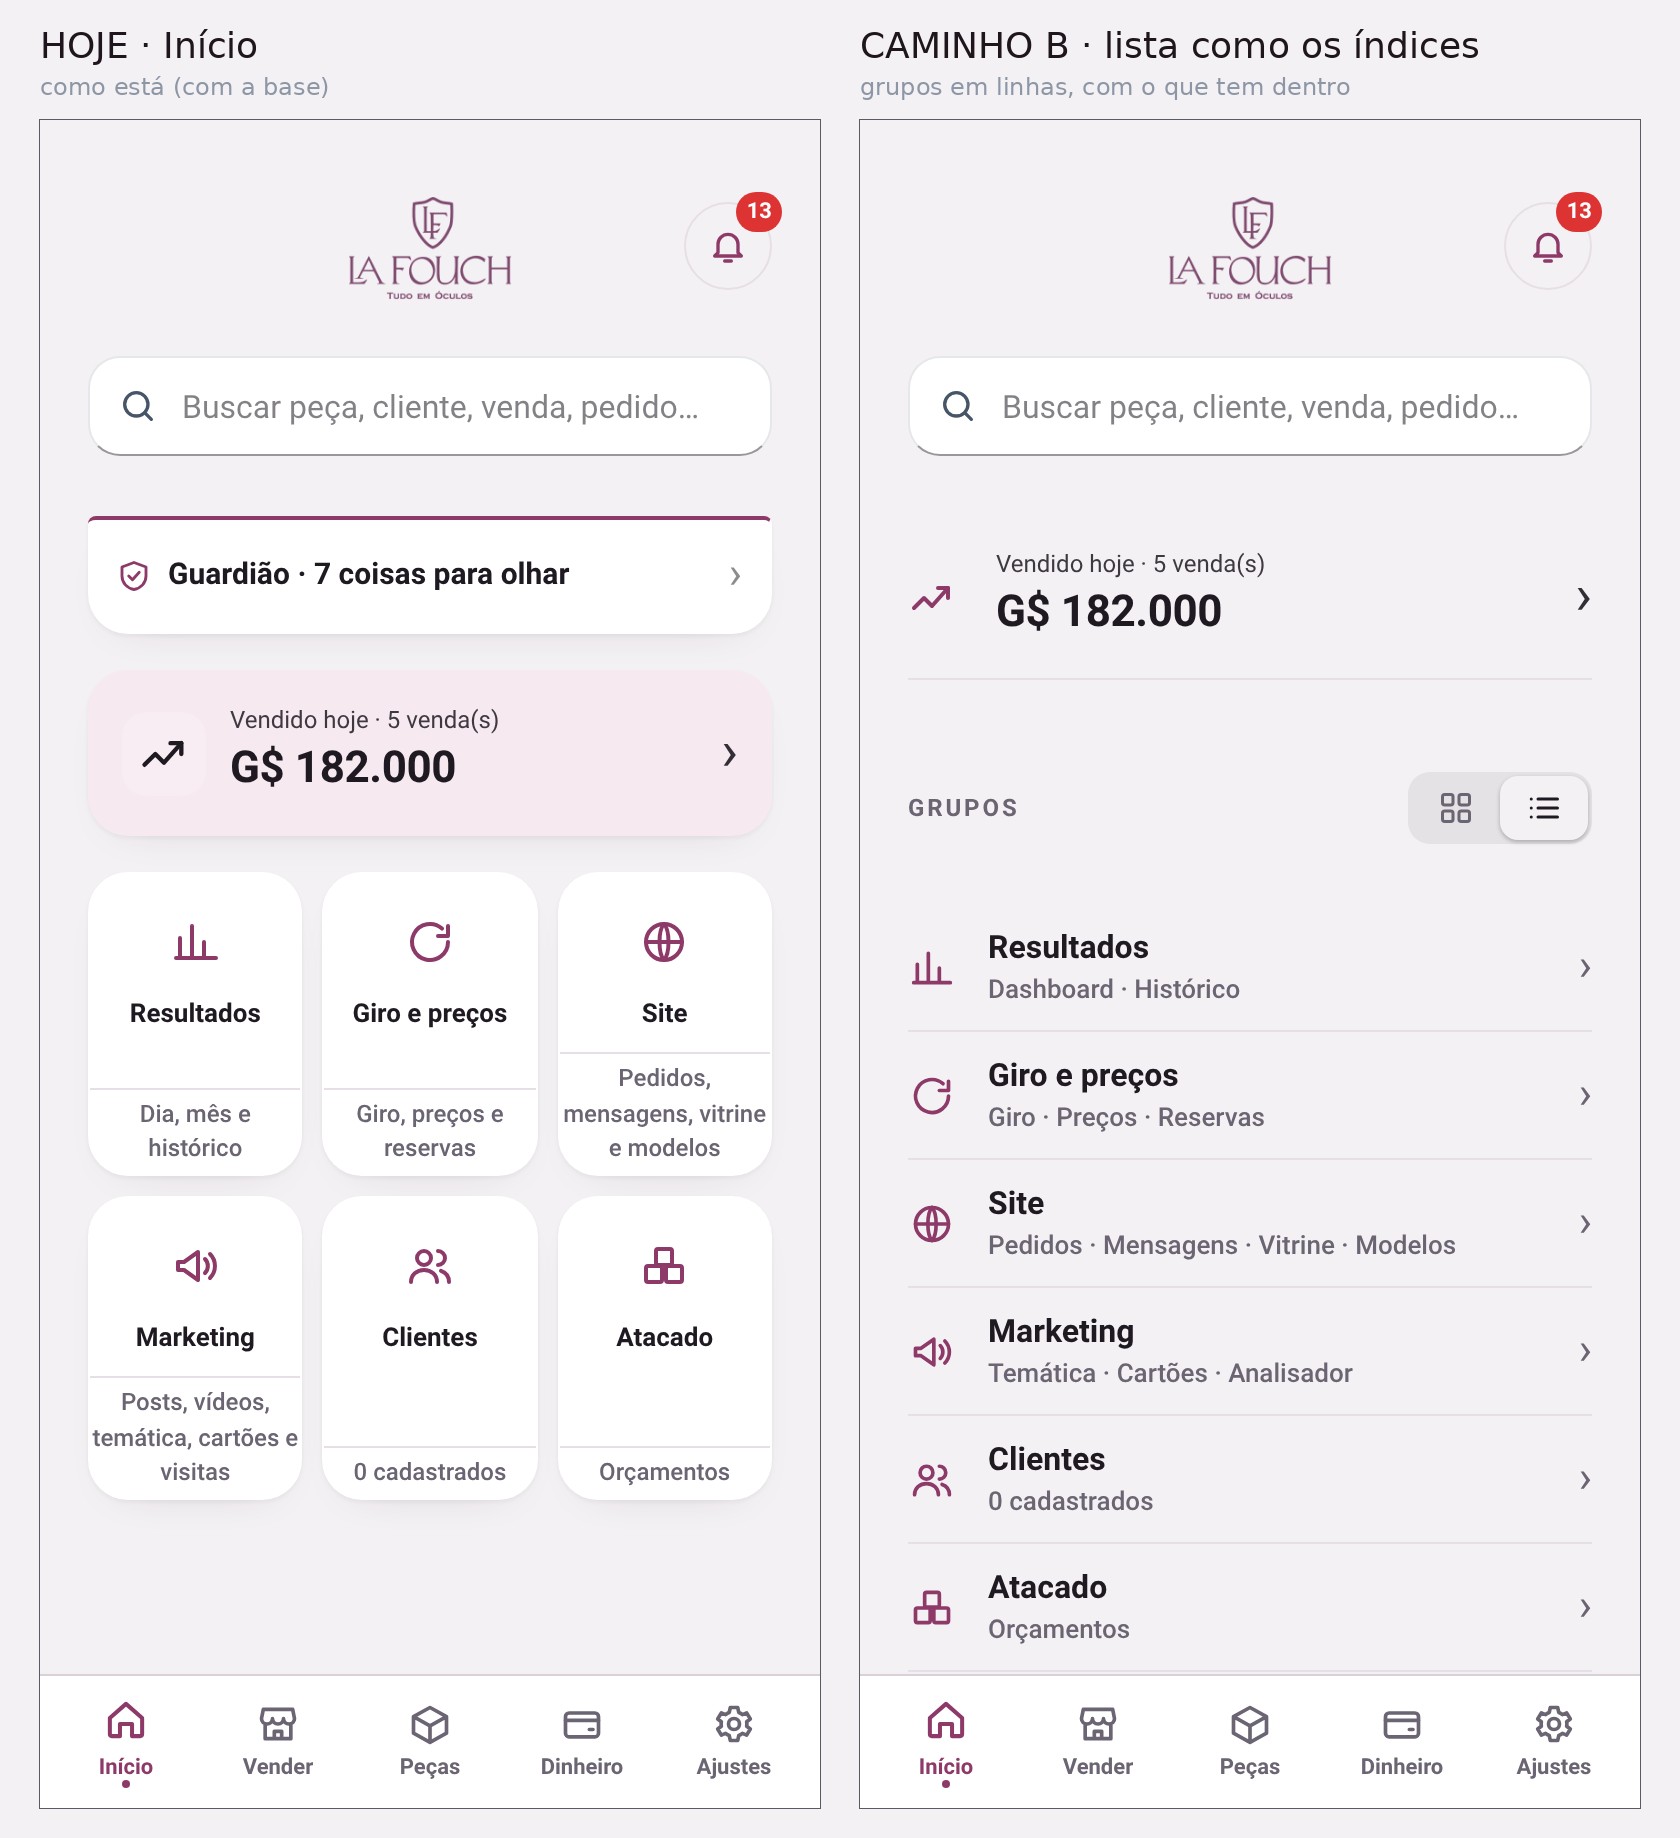 HOJE · Início
como está (com a base)
LF
LA FOUCH
TUDO EM ÓCULOS
13
Buscar peça, cliente, venda, pedido...
Guardião · 7 coisas para olhar
Vendido hoje · 5 venda(s)
G$ 182.000
Resultados
Dia, mês e
histórico
Giro e preços
Giro, preços e
reservas
Site
Pedidos,
mensagens, vitrine
e modelos
Marketing
Posts, vídeos,
temática, cartões e
visitas
Clientes
0 cadastrados
Atacado
Orçamentos
Início
Vender
Peças
Dinheiro
Ajustes
CAMINHO B · lista como os índices
grupos em linhas, com o que tem dentro
LF
LA FOUCH
TUDO EM ÓCULOS
13
Buscar peça, cliente, venda, pedido...
Vendido hoje · 5 venda(s)
G$ 182.000
GRUPOS
Resultados
Dashboard · Histórico
Giro e preços
Giro · Preços · Reservas
Site
Pedidos · Mensagens · Vitrine · Modelos
Marketing
Temática · Cartões · Analisador
Clientes
0 cadastrados
Atacado
Orçamentos
Início
Vender
Peças
Dinheiro
Ajustes